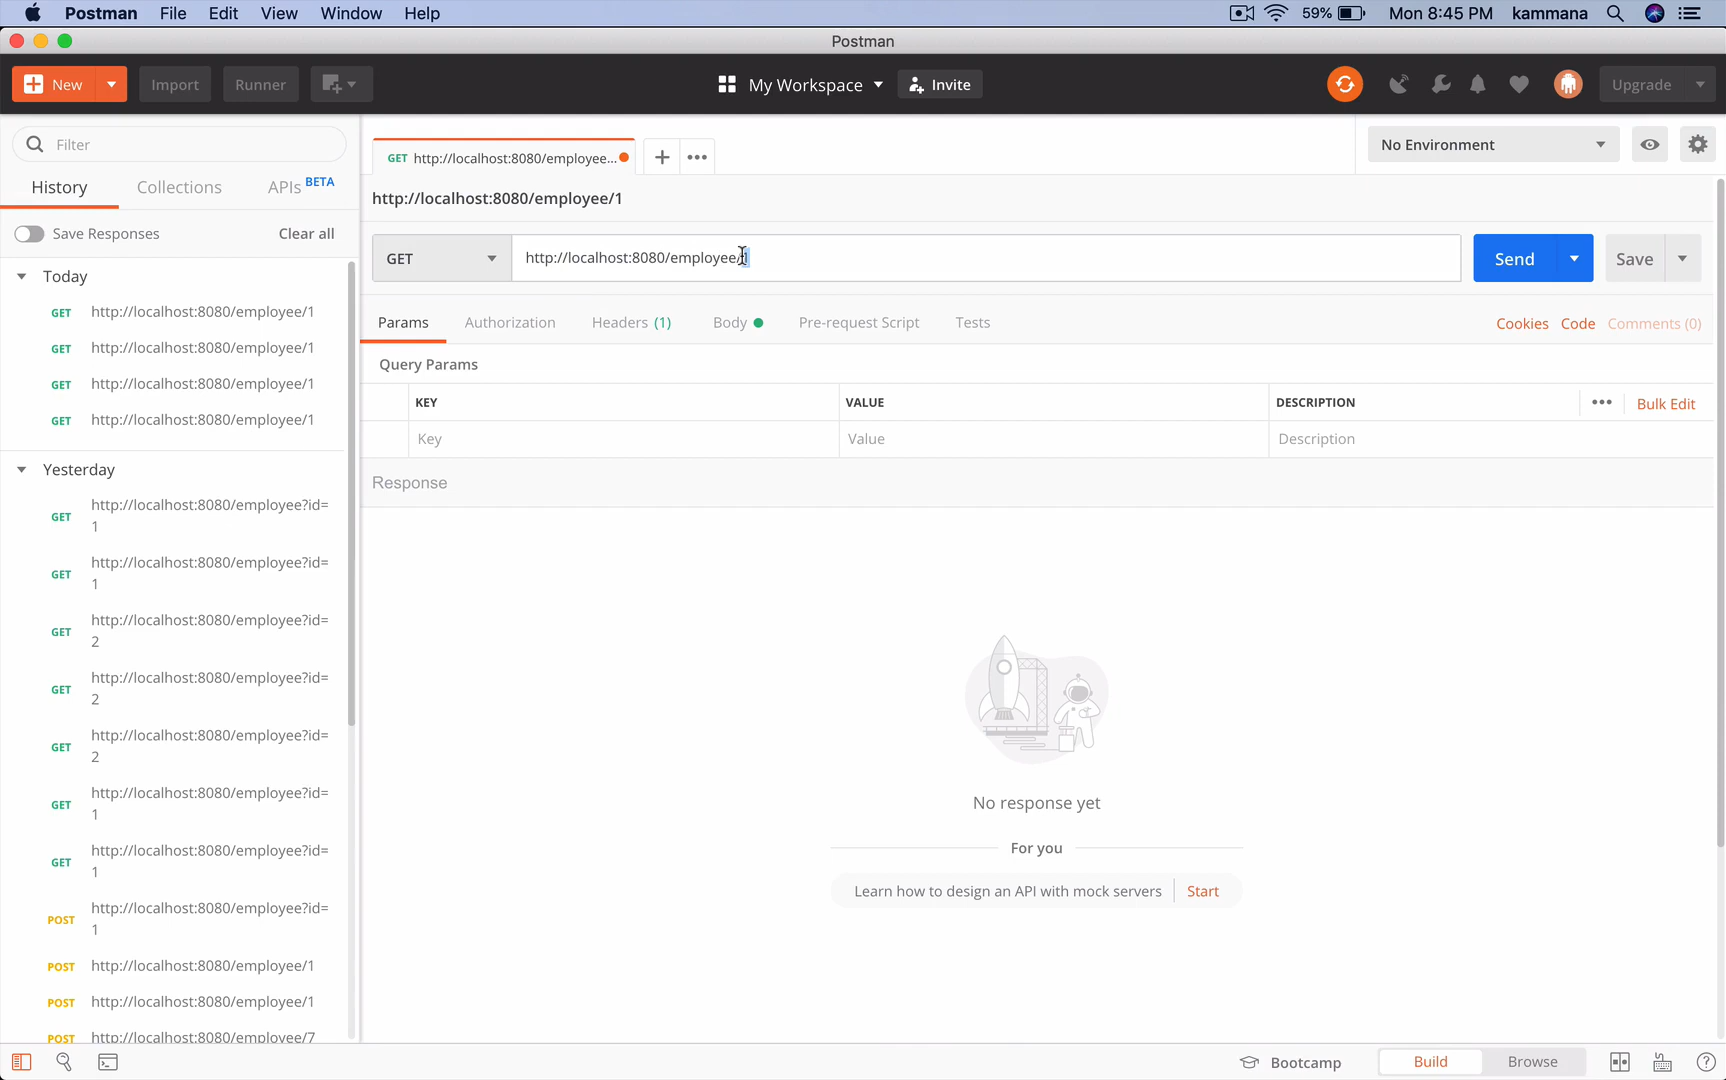 Postman File Edit View Window Help 59% Mon 8:45 PM kammana
Postman
New Import Runner My Workspace Invite Upgrade
Filter
History Collections APIs BETA
Save Responses Clear all
Today
GET http://localhost:8080/employee/1
GET http://localhost:8080/employee/1
GET http://localhost:8080/employee/1
GET http://localhost:8080/employee/1
Yesterday
GET http://localhost:8080/employee?id=
1
GET http://localhost:8080/employee?id=
1
GET http://localhost:8080/employee?id=
2
GET http://localhost:8080/employee?id=
2
GET http://localhost:8080/employee?id=
2
GET http://localhost:8080/employee?id=
1
GET http://localhost:8080/employee?id=
1
POST http://localhost:8080/employee?id=
1
POST http://localhost:8080/employee/1
POST http://localhost:8080/employee/1
POST http://localhost:8080/employee/7
GET http://localhost:8080/employee... No Environment
http://localhost:8080/employee/1
GET http://localhost:8080/employee/1 Send Save
Params Authorization Headers (1) Body Pre-request Script Tests Cookies Code Comments (0)
Query Params
KEY VALUE DESCRIPTION Bulk Edit
Key Value Description
Response
No response yet
For you
Learn how to design an API with mock servers Start
Bootcamp Build Browse